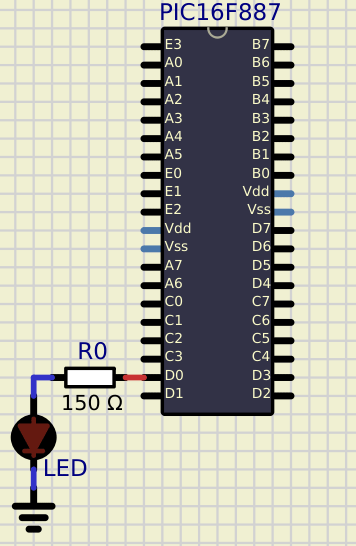 PIC16F887
E3 B7
A0 B6
A1 B5
A2 B4
A3 B3
A4 B2
A5 B1
E0 B0
E1 Vdd
E2 Vss
Vdd D7
Vss D6
A7 D5
A6 D4
C0 C7
C1 C6
C2 C5
C3 C4
D0 D3
D1 D2
R0
150 Ω
LED